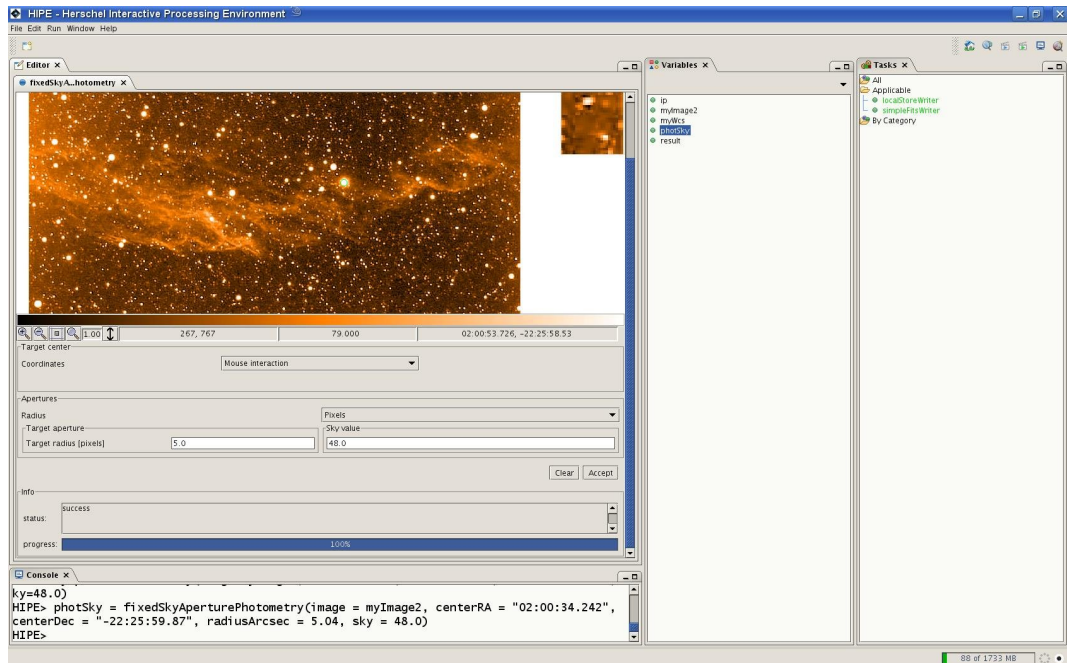 HIPE - Herschel Interactive Processing Environment
File Edit Run Window Help
Editor ×
Variables ×
Tasks ×
fixedSkyA...hotometry ×
ip
myImage2
myWcs
photSky
result
All
Applicable
localStoreWriter
simpleFitsWriter
By Category
1.00
267, 767
79.000
02:00:53.726, -22:25:58.53
Target center
Coordinates
Mouse interaction
Apertures
Radius
Pixels
Target aperture
Sky value
Target radius [pixels]
5.0
48.0
Clear
Accept
Info
status:
success
progress:
100%
Console ×
ky=48.0)
HIPE> photSky = fixedSkyAperturePhotometry(image = myImage2, centerRA = "02:00:34.242",
centerDec = "-22:25:59.87", radiusArcsec = 5.04, sky = 48.0)
HIPE>
88 of 1733 MB